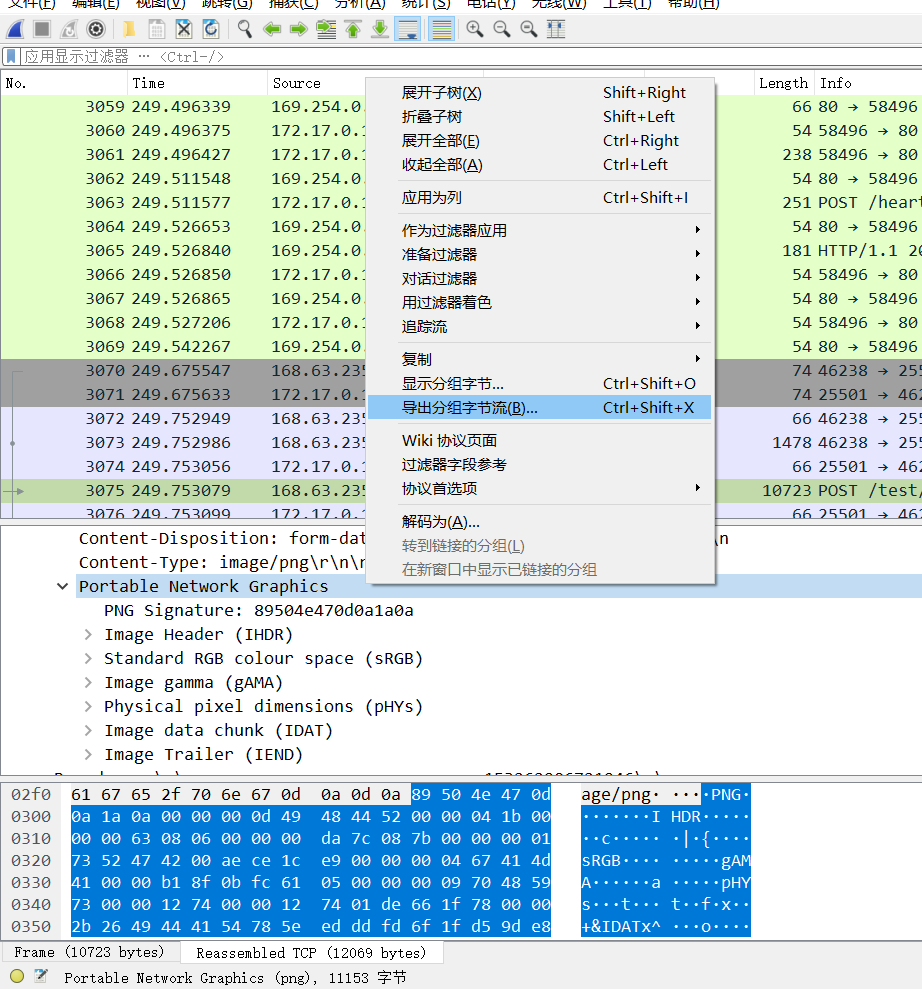 文件(F) 编辑(E) 视图(V) 跳转(G) 捕获(C) 分析(A) 统计(S) 电话(Y) 无线(W) 工具(T) 帮助(H)
应用显示过滤器 … <Ctrl-/>
No. Time Source Length Info
3059 249.496339 169.254.0. 66 80 → 58496
3060 249.496375 172.17.0.1 54 58496 → 80
3061 249.496427 172.17.0.1 238 58496 → 80
3062 249.511548 169.254.0. 54 80 → 58496
3063 249.511577 172.17.0.1 251 POST /heart
3064 249.526653 169.254.0. 54 80 → 58496
3065 249.526840 169.254.0. 181 HTTP/1.1 20
3066 249.526850 172.17.0.1 54 58496 → 80
3067 249.526865 172.17.0.1 54 58496 → 80
3068 249.527206 172.17.0.1 54 58496 → 80
3069 249.542267 169.254.0. 54 80 → 58496
3070 249.675547 168.63.235 74 46238 → 255
3071 249.675633 172.17.0.1 74 25501 → 462
3072 249.752949 168.63.235 66 46238 → 255
3073 249.752986 168.63.235 1478 46238 → 255
3074 249.753056 172.17.0.1 66 25501 → 462
3075 249.753079 168.63.235 10723 POST /test/
3076 249.753099 172.17.0.1 66 25501 → 462
展开子树(X) Shift+Right
折叠子树 Shift+Left
展开全部(E) Ctrl+Right
收起全部(A) Ctrl+Left
应用为列 Ctrl+Shift+I
作为过滤器应用
准备过滤器
对话过滤器
用过滤器着色
追踪流
复制
显示分组字节... Ctrl+Shift+O
导出分组字节流(B)... Ctrl+Shift+X
Wiki 协议页面
过滤器字段参考
协议首选项
解码为(A)...
转到链接的分组(L)
在新窗口中显示已链接的分组
Content-Disposition: form-dat \n
Content-Type: image/png\r\n\r
Portable Network Graphics
PNG Signature: 89504e470d0a1a0a
Image Header (IHDR)
Standard RGB colour space (sRGB)
Image gamma (gAMA)
Physical pixel dimensions (pHYs)
Image data chunk (IDAT)
Image Trailer (IEND)
02f0 61 67 65 2f 70 6e 67 0d 0a 0d 0a 89 50 4e 47 0d age/png· ····PNG·
0300 0a 1a 0a 00 00 00 0d 49 48 44 52 00 00 04 1b 00 ·······I HDR·····
0310 00 00 63 08 06 00 00 00 da 7c 08 7b 00 00 00 01 ··c····· ·|·{····
0320 73 52 47 42 00 ae ce 1c e9 00 00 00 04 67 41 4d sRGB···· ·····gAM
0330 41 00 00 b1 8f 0b fc 61 05 00 00 00 09 70 48 59 A······a ·····pHY
0340 73 00 00 12 74 00 00 12 74 01 de 66 1f 78 00 00 s···t··· t··f·x··
0350 2b 26 49 44 41 54 78 5e ed dd fd 6f 1f d5 9d e8 +&IDATx^ ···o····
Frame (10723 bytes) Reassembled TCP (12069 bytes)
Portable Network Graphics (png), 11153 字节